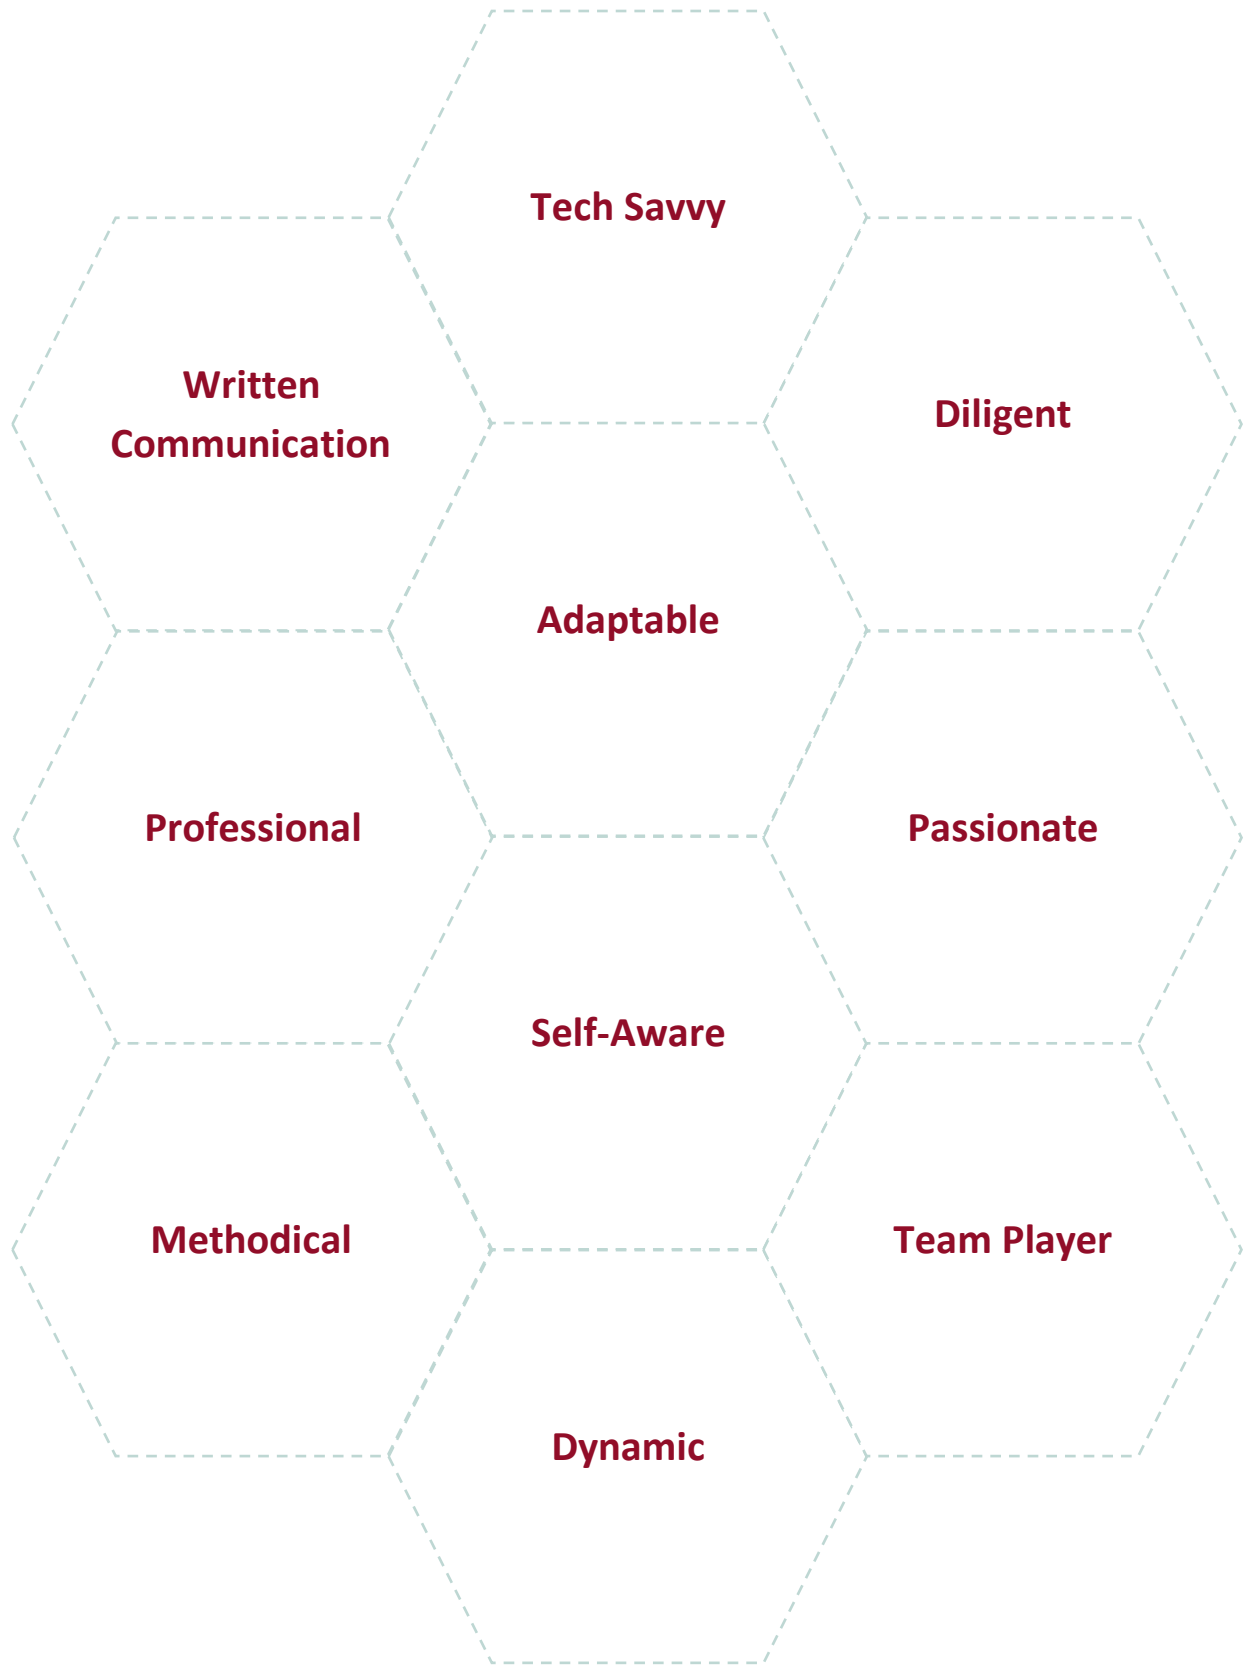 Tech Savvy
Written
Communication
Diligent
Adaptable
Professional
Passionate
Self-Aware
Methodical
Team Player
Dynamic